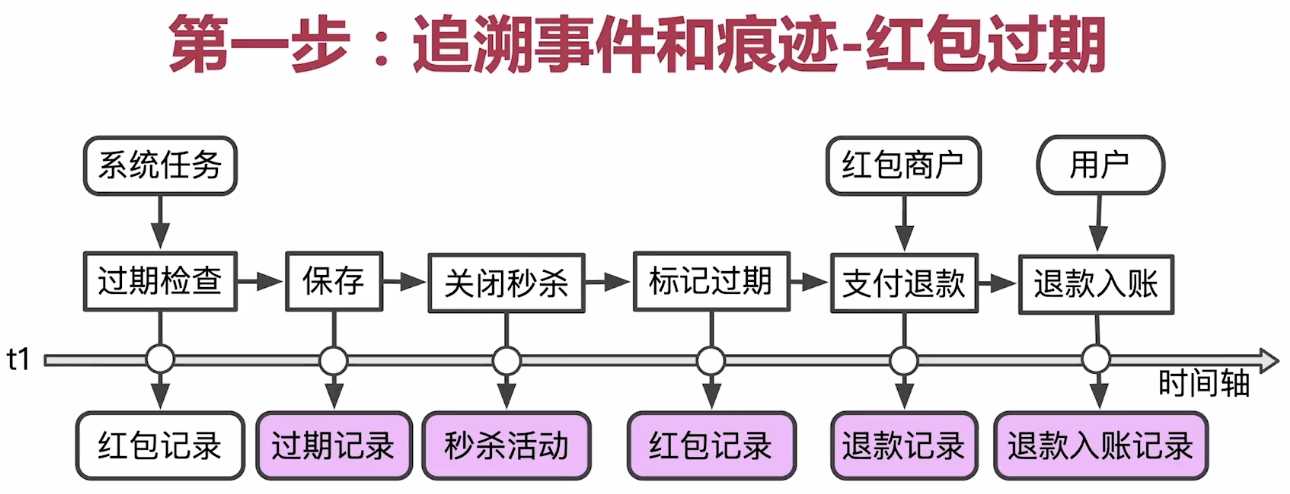 第一步：追溯事件和痕迹-红包过期
系统任务 红包商户 用户
过期检查 保存 关闭秒杀 标记过期 支付退款 退款入账
t1
时间轴
红包记录 过期记录 秒杀活动 红包记录 退款记录 退款入账记录